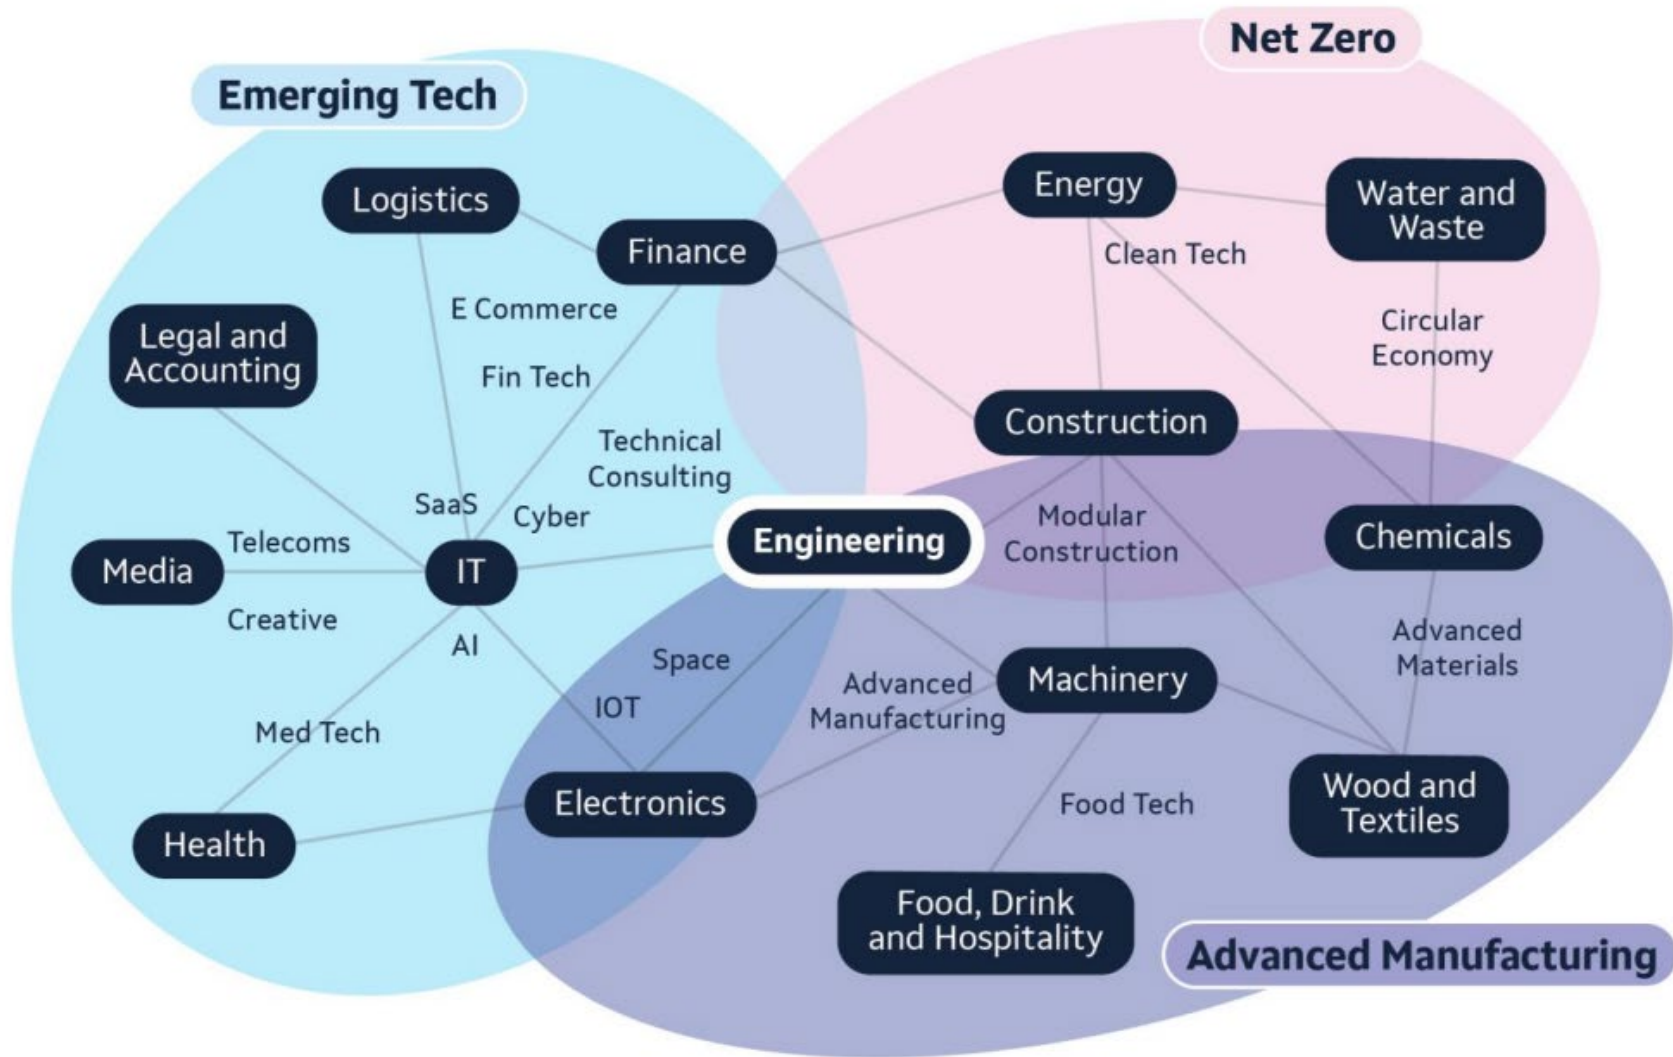 Net Zero
Emerging Tech
Logistics
Finance
Energy
Water and
Waste
Clean Tech
E Commerce
Legal and
Accounting
Fin Tech
Circular
Economy
Construction
Technical
Consulting
SaaS
Cyber
Telecoms
Media
IT
Engineering
Modular
Construction
Chemicals
Creative
AI
Space
IOT
Advanced
Manufacturing
Machinery
Advanced
Materials
Med Tech
Health
Electronics
Food Tech
Wood and
Textiles
Food, Drink
and Hospitality
Advanced Manufacturing